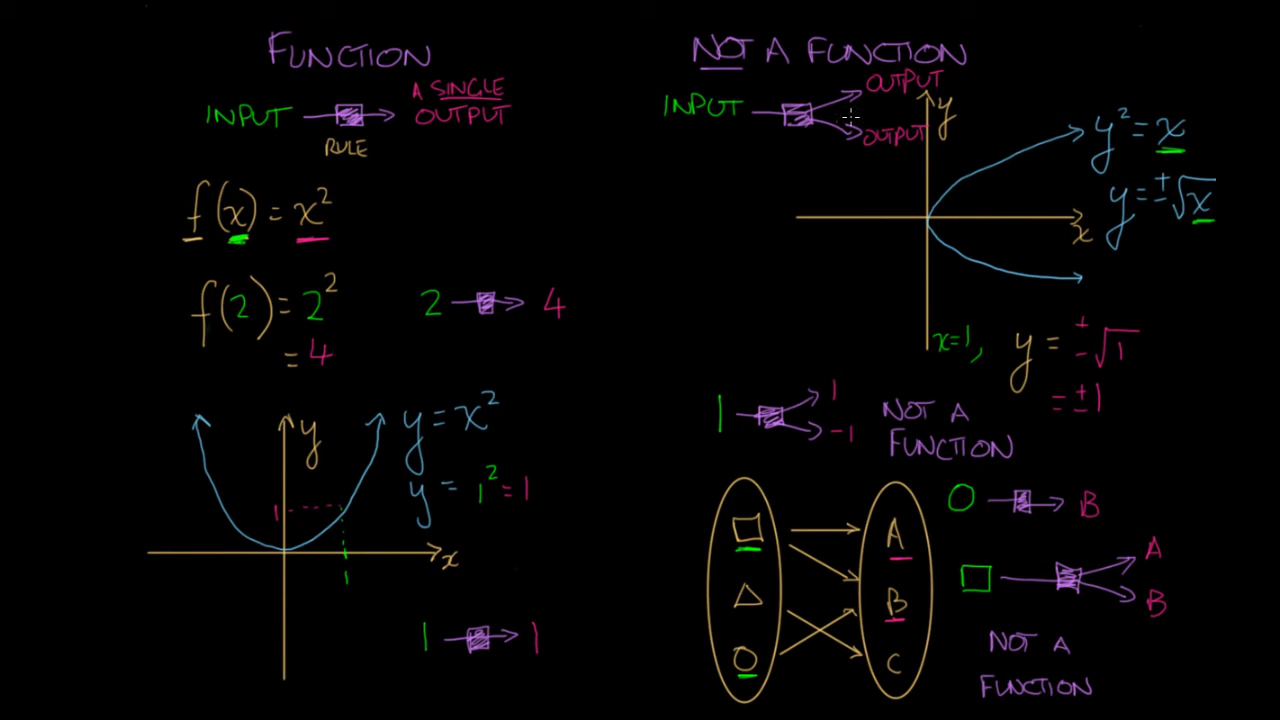 FUNCTION
INPUT
A SINGLE
OUTPUT
RULE
f(x) = x²
f(2) = 2²
= 4
2 4
y
x
y = x²
y = 1² = 1
1
1
1 1
NOT A FUNCTION
INPUT
OUTPUT
OUTPUT
y
x
y² = x
y = ±√x
x=1, y = ±√1
= ±1
1
1
-1
NOT A
FUNCTION
A
B
C
B
A
B
NOT A
FUNCTION